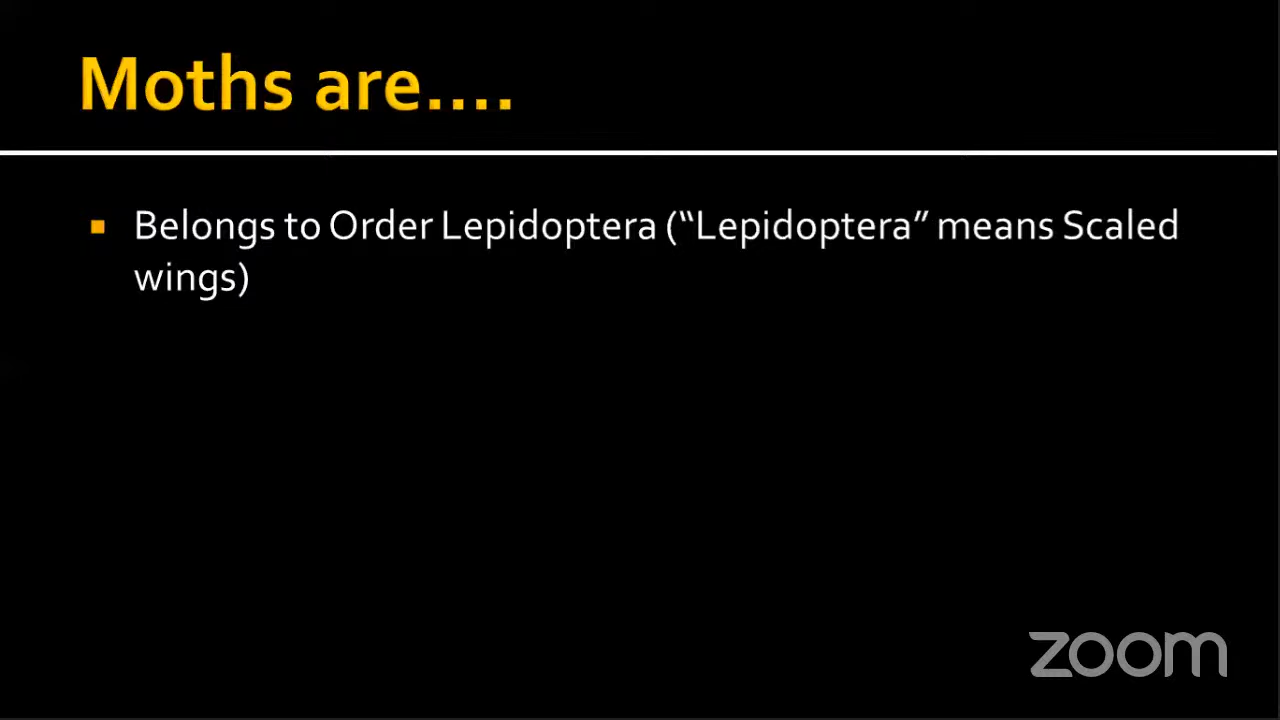 Moths are....
Belongs to Order Lepidoptera (“Lepidoptera” means Scaled
wings)
zoom